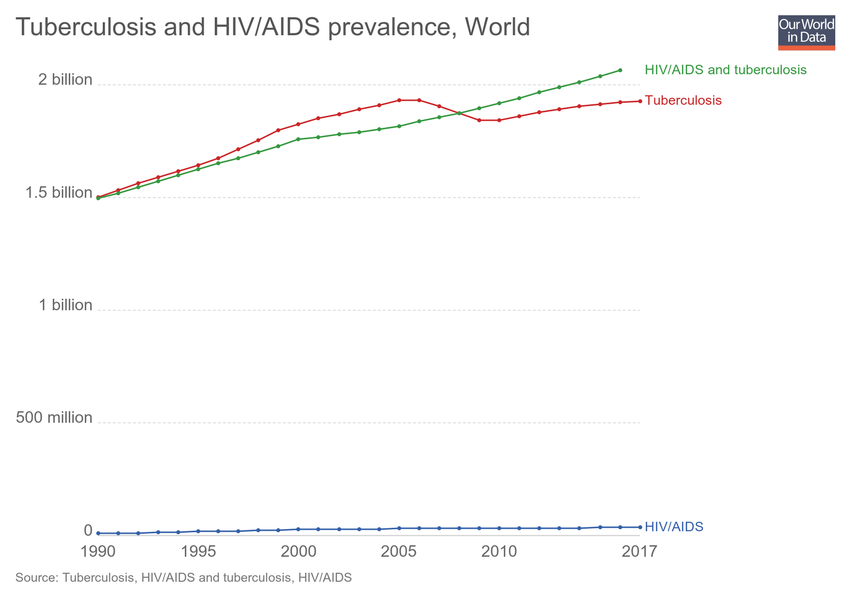 Tuberculosis and HIV/AIDS prevalence, World
Our World
in Data
2 billion
HIV/AIDS and tuberculosis
Tuberculosis
1.5 billion
1 billion
500 million
0
HIV/AIDS
1990 1995 2000 2005 2010 2017
Source: Tuberculosis, HIV/AIDS and tuberculosis, HIV/AIDS